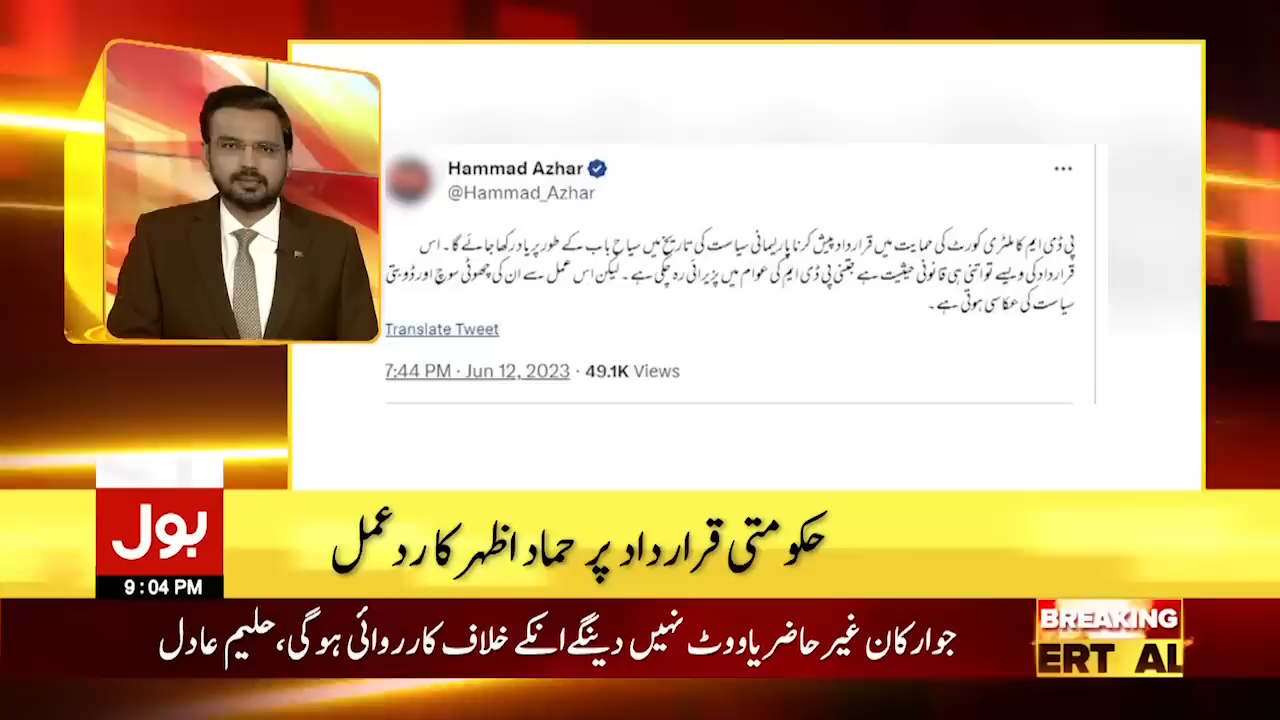 Hammad Azhar
@Hammad_Azhar
پی ڈی ایم کا ملٹری کورٹ کی حمایت میں قرارداد پیش کرنا پارلیمانی سیاست کی تاریخ میں سیاح باب کے طور پر یاد رکھا جائے گا۔ اس
قرارداد کی ویسے تو اتنی ہی قانونی حیثیت ہے جتنی پی ڈی ایم کی عوام میں پزیرائی رہ چکی ہے۔ لیکن اس عمل سے ان کی چھوٹی سوچ اور ڈوبتی
سیاست کی عکاسی ہوتی ہے۔
Translate Tweet
7:44 PM · Jun 12, 2023 · 49.1K Views
بول
9:04 PM
حکومتی قرارداد پر حماد اظہر کا ردعمل
جو ارکان غیر حاضر یا ووٹ نہیں دینگے انکے خلاف کارروائی ہوگی، حلیم عادل
BREAKING
ERT AL